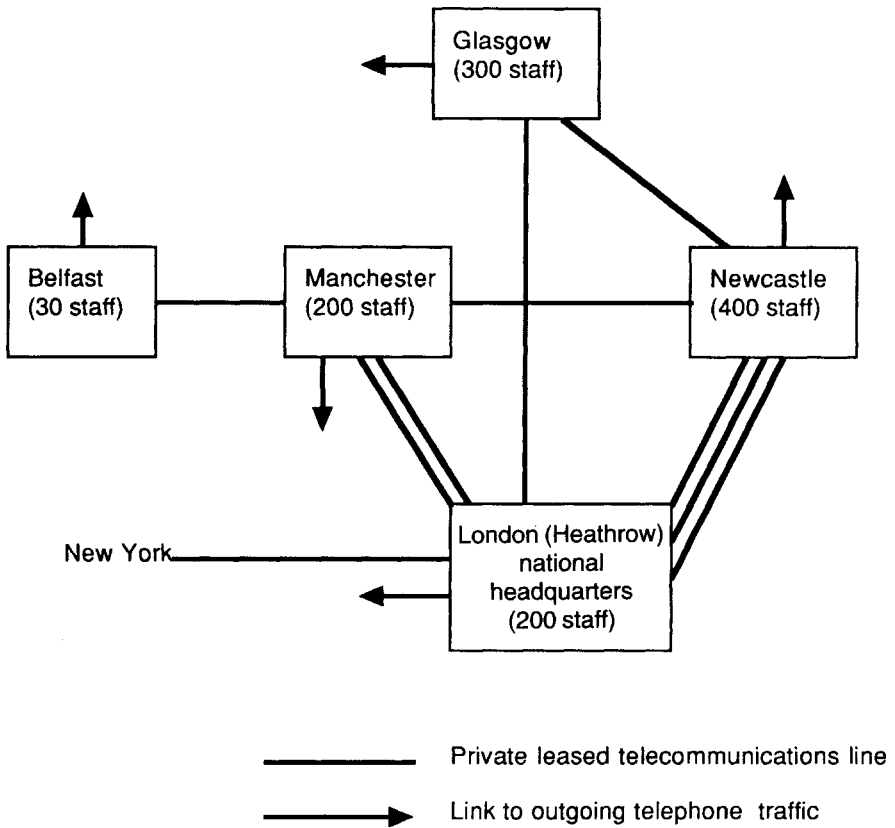 Glasgow
(300 staff)
Belfast
(30 staff)
Manchester
(200 staff)
Newcastle
(400 staff)
New York
London (Heathrow)
national
headquarters
(200 staff)
Private leased telecommunications line
Link to outgoing telephone traffic